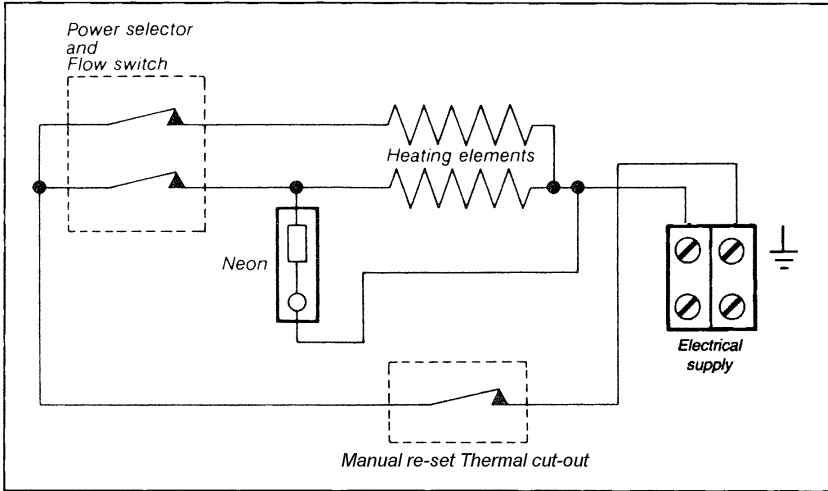 Power selector
and
Flow switch
Heating elements
Neon
Electrical
supply
Manual re-set Thermal cut-out